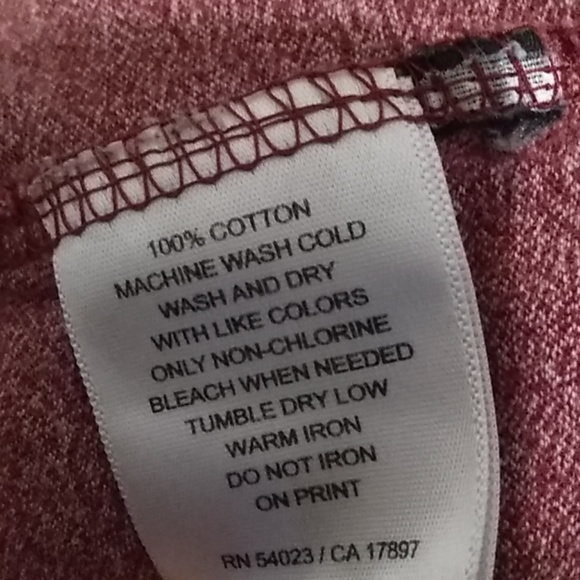 100% COTTON
MACHINE WASH COLD
WASH AND DRY
WITH LIKE COLORS
ONLY NON-CHLORINE
BLEACH WHEN NEEDED
TUMBLE DRY LOW
WARM IRON
DO NOT IRON
ON PRINT
RN 54023 / CA 17897